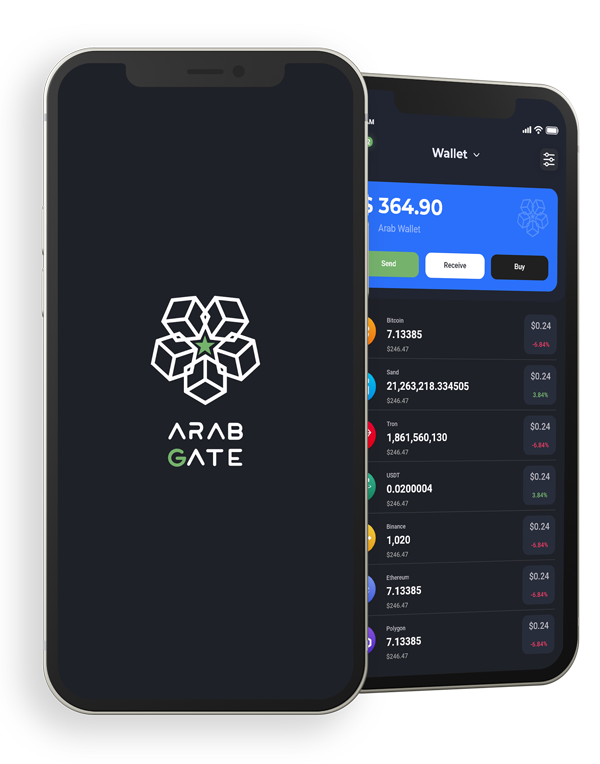 ARAB
GATE
AM
Wallet
$ 364.90
Arab Wallet
Send
Receive
Buy
Bitcoin
7.13385
$246.47
$0.24
-6.84%
Sand
21,263,218.334505
$246.47
$0.24
3.84%
Tron
1,861,560,130
$246.47
$0.24
-6.84%
USDT
0.0200004
$246.47
$0.24
3.84%
Binance
1,020
$246.47
$0.24
-6.84%
Ethereum
7.13385
$246.47
$0.24
-6.84%
Polygon
7.13385
$246.47
$0.24
-6.84%